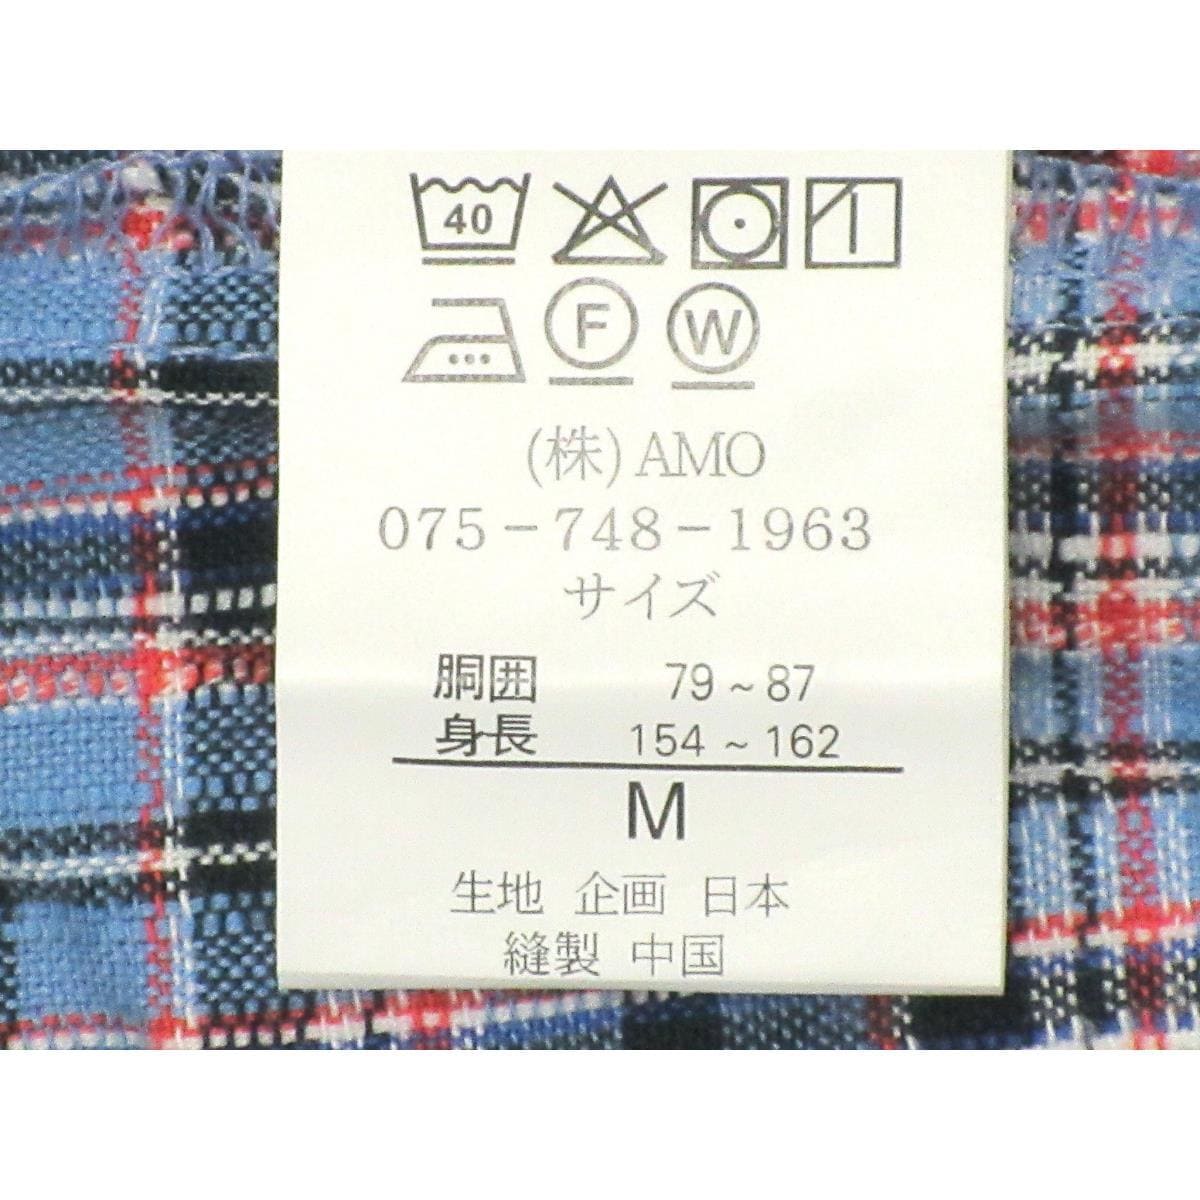 40
F W
(株)AMO
075-748-1963
サイズ
胴囲 79~87
身長 154~162
M
生地 企画 日本
縫製 中国